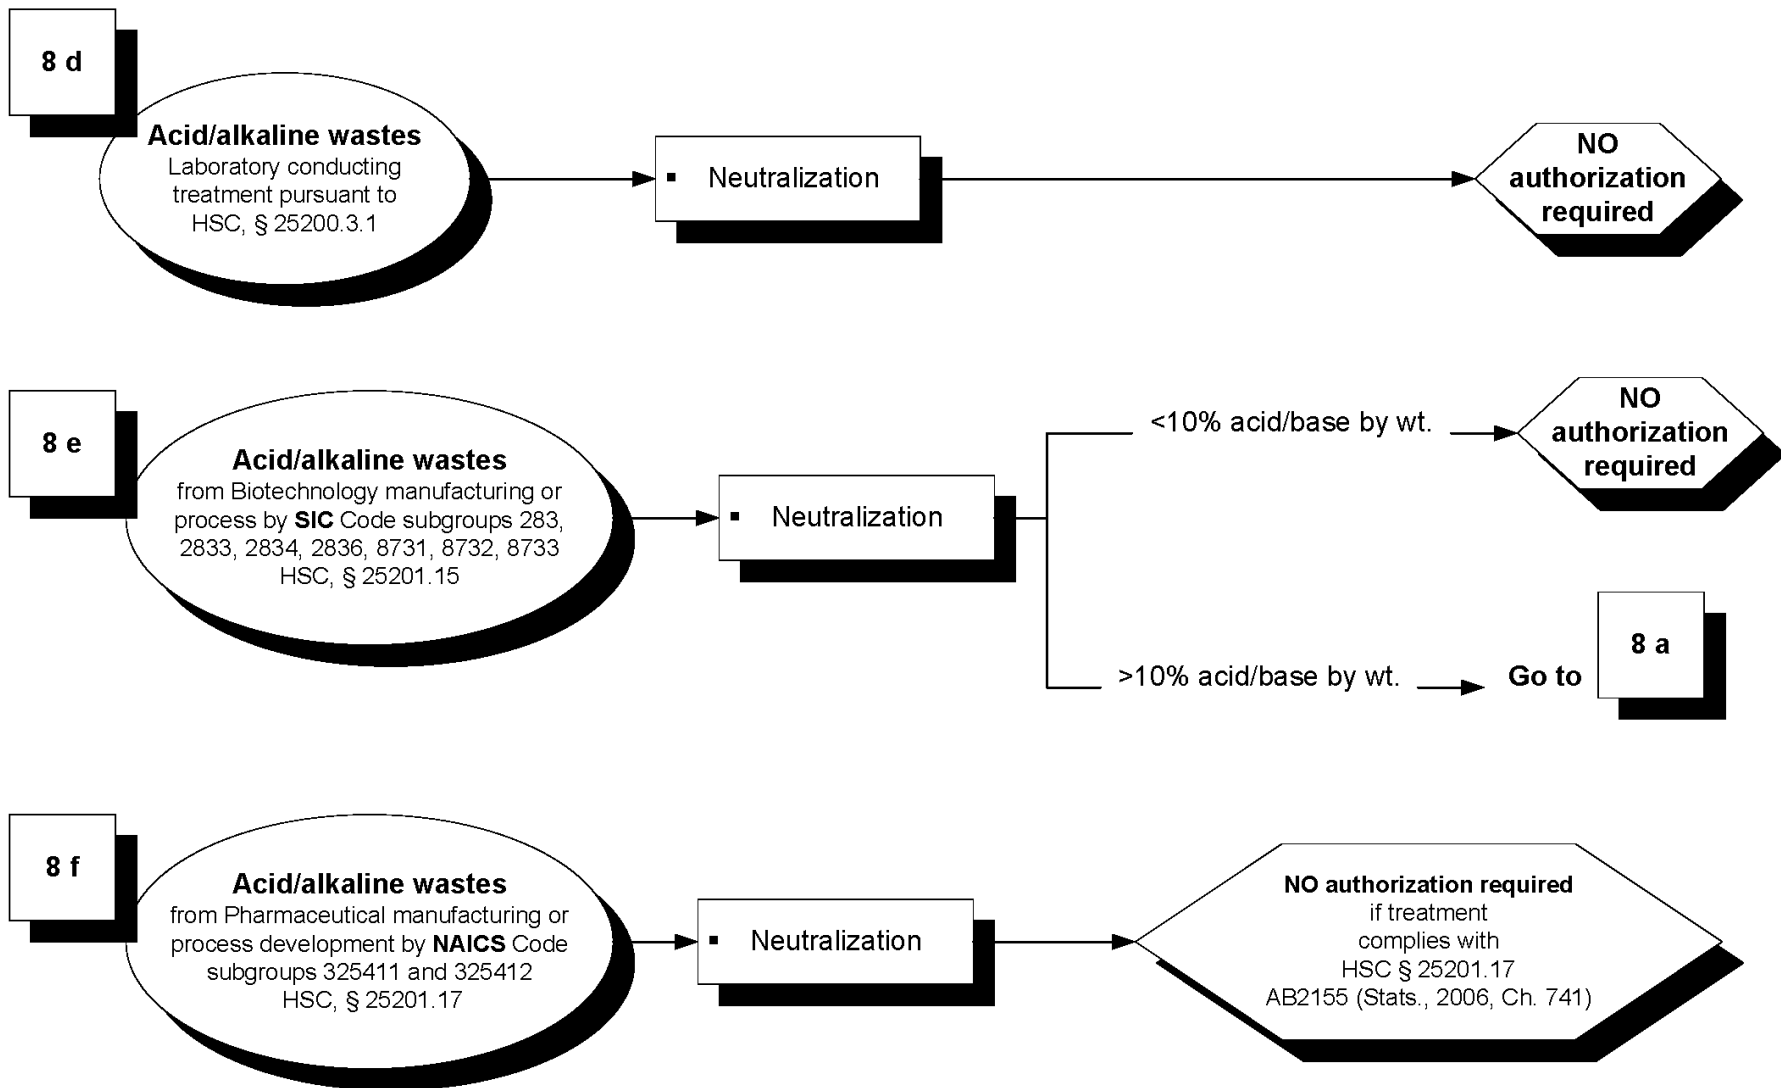 8 d
Acid/alkaline wastes
Laboratory conducting
treatment pursuant to
HSC, § 25200.3.1
▪ Neutralization
NO
authorization
required
8 e
Acid/alkaline wastes
from Biotechnology manufacturing or
process by SIC Code subgroups 283,
2833, 2834, 2836, 8731, 8732, 8733
HSC, § 25201.15
▪ Neutralization
<10% acid/base by wt.
NO
authorization
required
>10% acid/base by wt.
Go to
8 a
8 f
Acid/alkaline wastes
from Pharmaceutical manufacturing or
process development by NAICS Code
subgroups 325411 and 325412
HSC, § 25201.17
▪ Neutralization
NO authorization required
if treatment
complies with
HSC § 25201.17
AB2155 (Stats., 2006, Ch. 741)